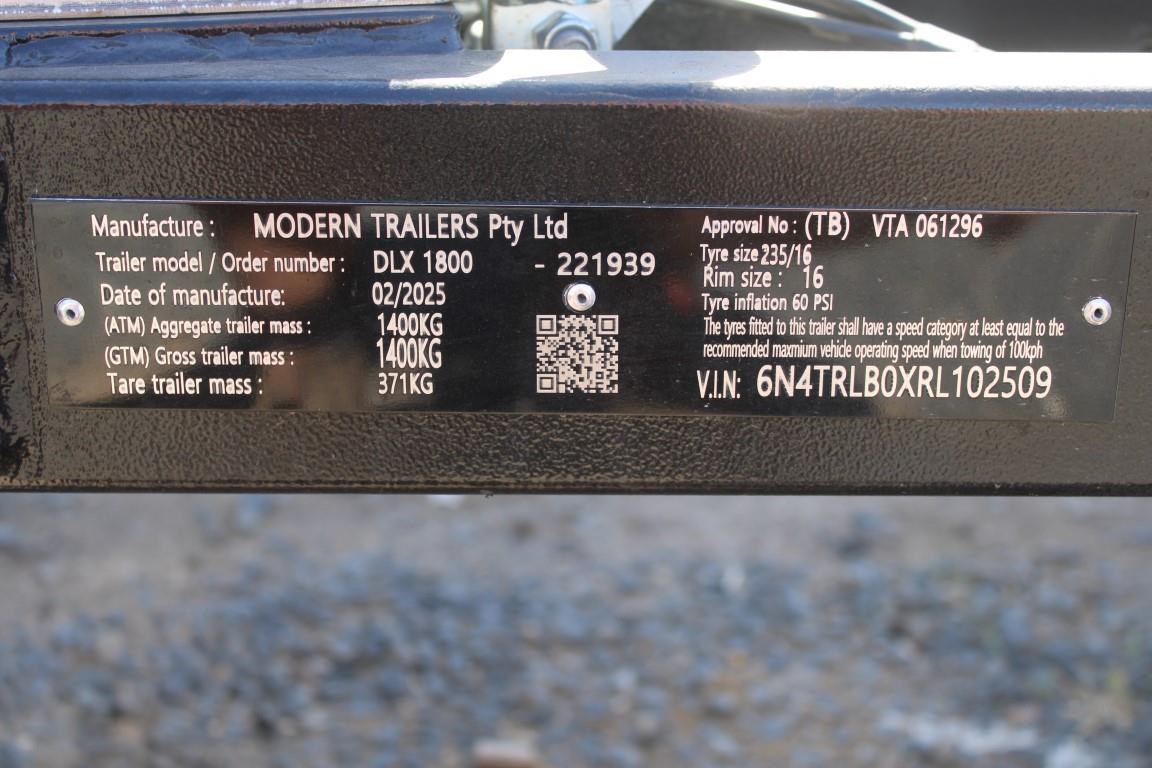 Manufacture : MODERN TRAILERS Pty Ltd
Trailer model / Order number : DLX 1800 - 221939
Date of manufacture: 02/2025
(ATM) Aggregate trailer mass : 1400KG
(GTM) Gross trailer mass : 1400KG
Tare trailer mass : 371KG
Approval No : (TB) VTA 061296
Tyre size 235/16
Rim size : 16
Tyre inflation 60 PSI
The tyres fitted to this trailer shall have a speed category at least equal to the
recommended maxmium vehicle operating speed when towing of 100kph
V.I.N: 6N4TRLB0XRL102509